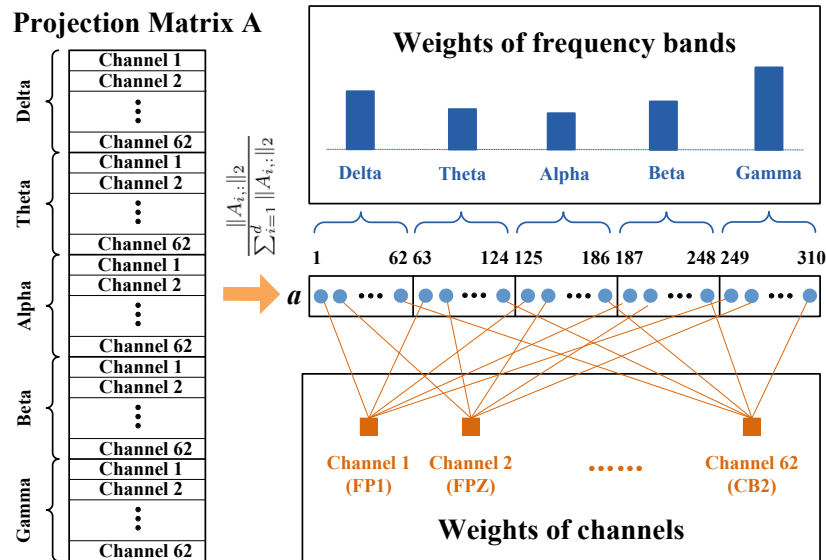 Projection Matrix A
Delta
Channel 1
Channel 2
Channel 62
Theta
Channel 1
Channel 2
Channel 62
Alpha
Channel 1
Channel 2
Channel 62
Beta
Channel 1
Channel 2
Channel 62
Gamma
Channel 1
Channel 2
Channel 62
‖A_{i,:}‖_2
∑_{i=1}^{d} ‖A_{i,:}‖_2
Weights of frequency bands
Delta Theta Alpha Beta Gamma
1 62 63 124 125 186 187 248 249 310
a
Channel 1
(FP1)
Channel 2
(FPZ)
......
Channel 62
(CB2)
Weights of channels